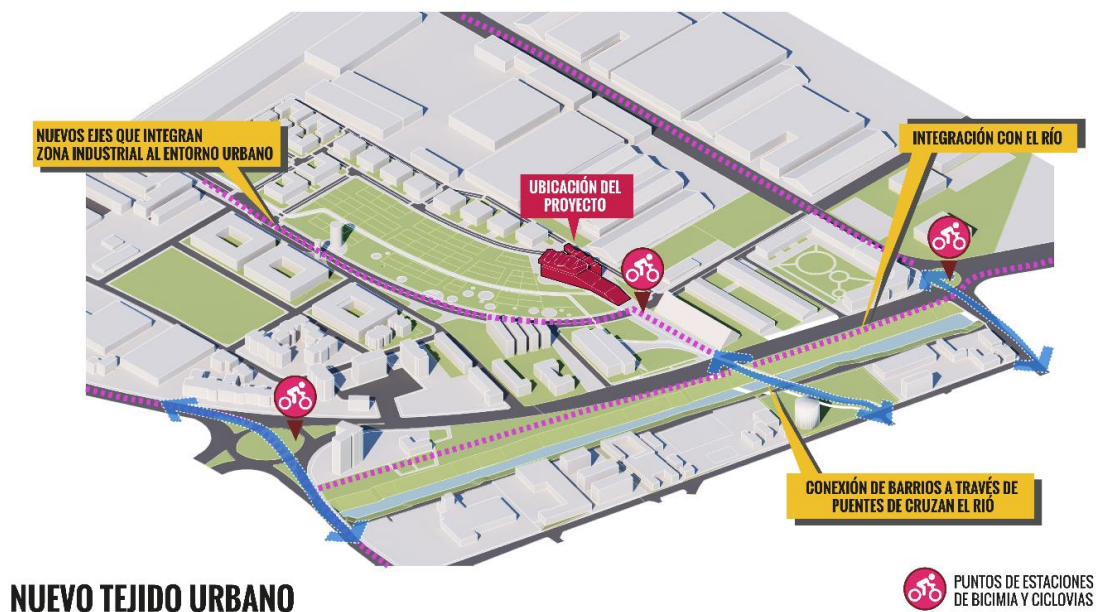 NUEVOS EJES QUE INTEGRAN
ZONA INDUSTRIAL AL ENTORNO URBANO
UBICACIÓN DEL
PROYECTO
INTEGRACIÓN CON EL RÍO
CONEXIÓN DE BARRIOS A TRAVÉS DE
PUENTES DE CRUZAN EL RIÓ
NUEVO TEJIDO URBANO
PUNTOS DE ESTACIONES
DE BICIMIA Y CICLOVIAS